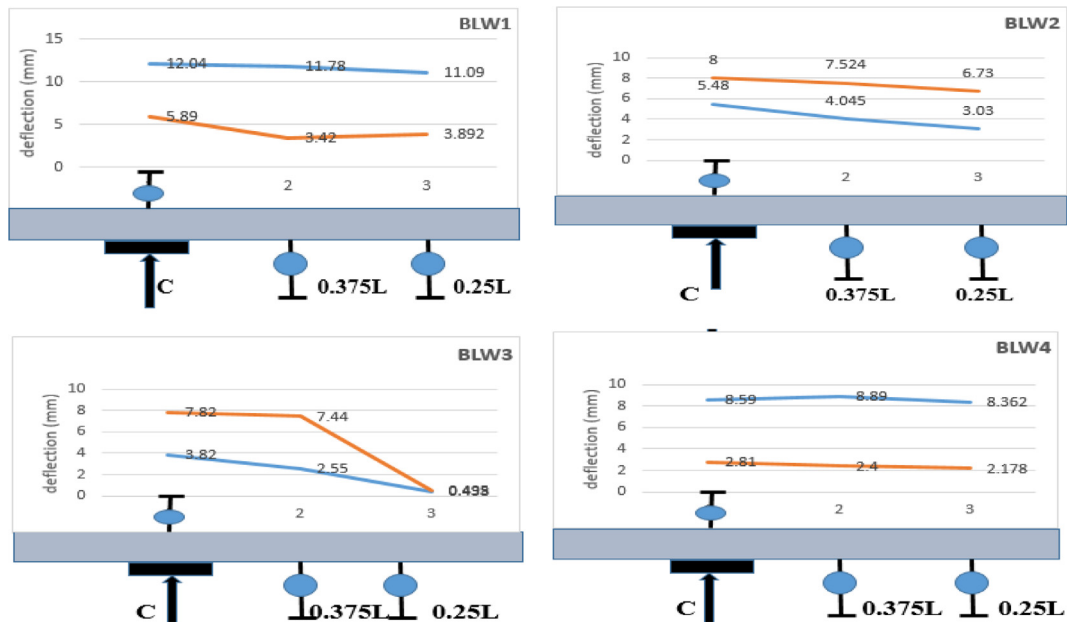 BLW1
deflection (mm)
15
10
5
0
12.04
11.78
11.09
5.89
3.42
3.892
2
3
C
0.375L
0.25L
BLW2
deflection (mm)
10
8
6
4
2
0
8
7.524
6.73
5.48
4.045
3.03
2
3
C
0.375L
0.25L
BLW3
deflection (mm)
10
8
6
4
2
0
7.82
7.44
3.82
2.55
2
3
C
0.375L
0.25L
BLW4
deflection (mm)
10
8
6
4
2
0
8.59
8.89
8.362
2.81
2.4
2.178
2
3
C
0.375L
0.25L